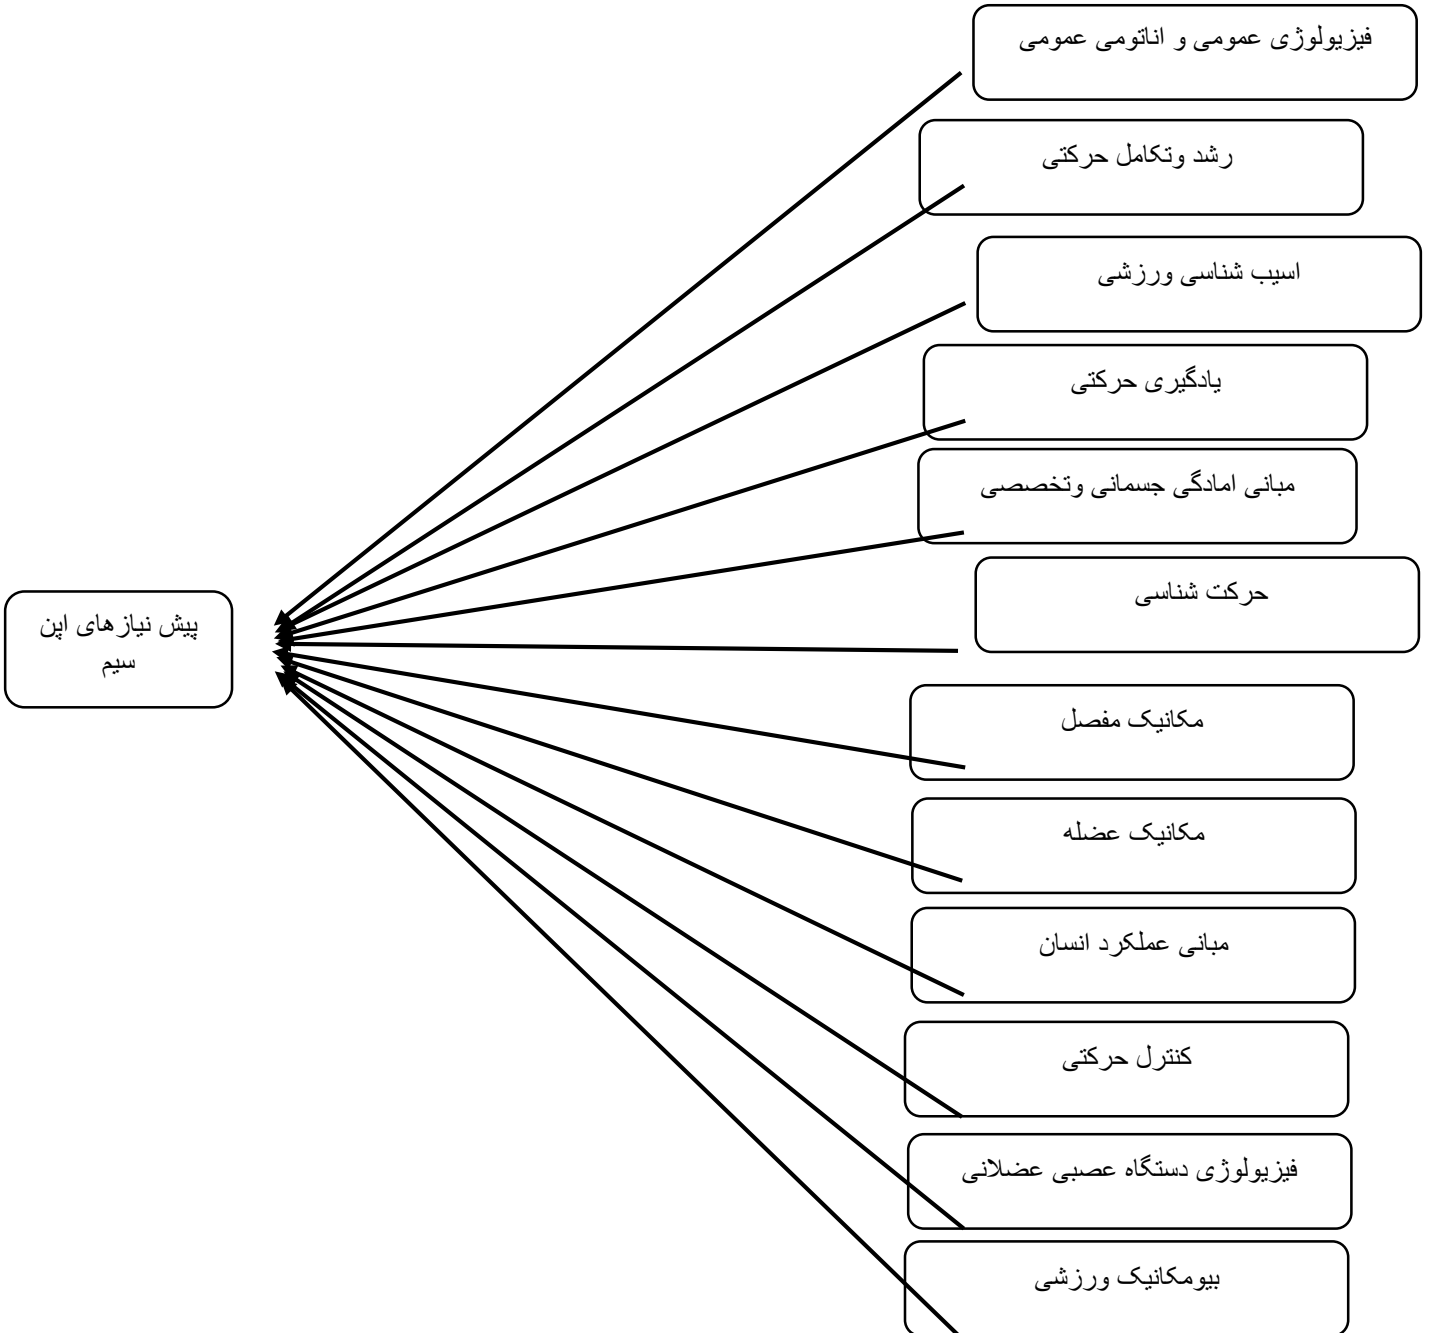 فیزیولوژی عمومی و اناتومی عمومی
رشد وتکامل حرکتی
اسیب شناسی ورزشی
یادگیری حرکتی
مبانی امادگی جسمانی وتخصصی
حرکت شناسی
پیش نیازهای اپن
سیم
مکانیک مفصل
مکانیک عضله
مبانی عملکرد انسان
کنترل حرکتی
فیزیولوژی دستگاه عصبی عضلانی
بیومکانیک ورزشی